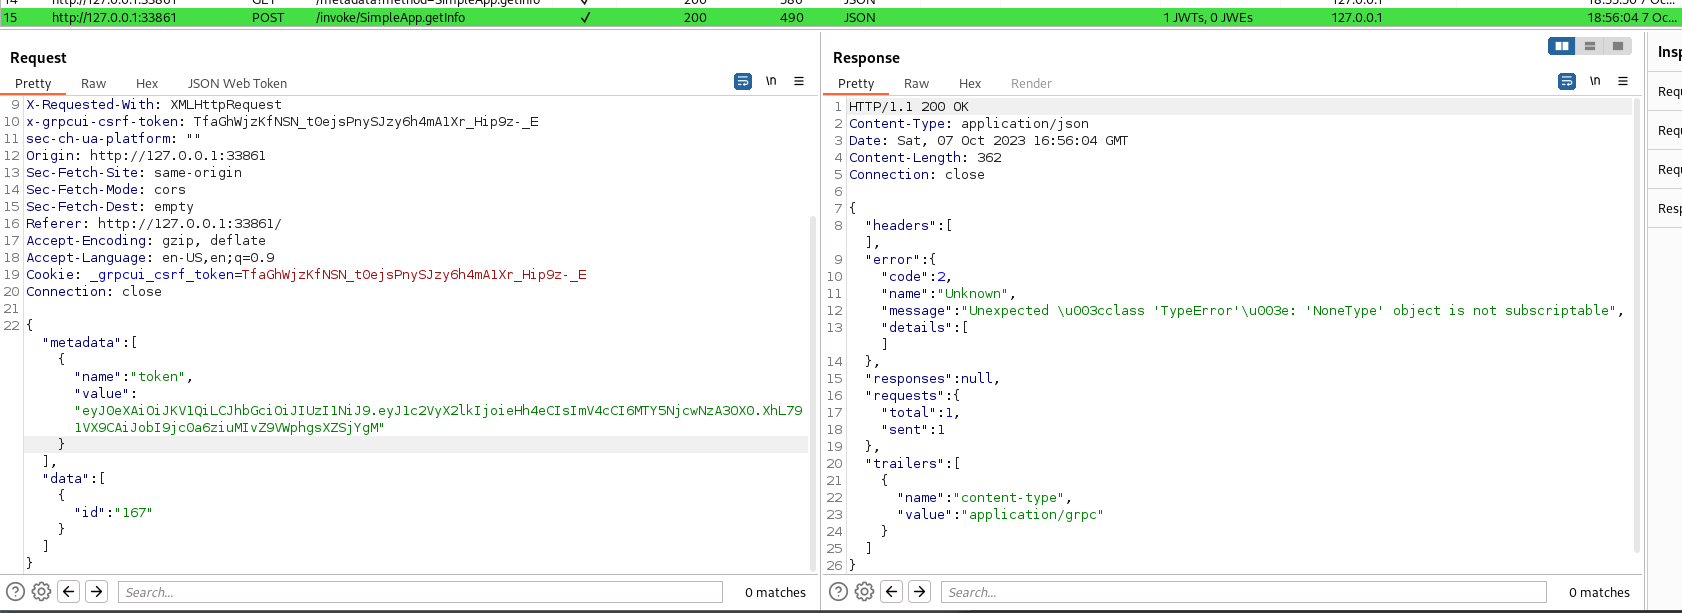 14 http://127.0.0.1:33861 GET /metadata?method=SimpleApp.getInfo ✓ 200 580 JSON 127.0.0.1
15 http://127.0.0.1:33861 POST /invoke/SimpleApp.getInfo ✓ 200 490 JSON 1 JWTs, 0 JWEs 127.0.0.1 18:56:04 7 Oc...
Request
Pretty Raw Hex JSON Web Token \n
9 X-Requested-With: XMLHttpRequest
10 x-grpcui-csrf-token: TfaGhWjzKfNSN_t0ejsPnySJzy6h4mA1Xr_Hip9z-_E
11 sec-ch-ua-platform: ""
12 Origin: http://127.0.0.1:33861
13 Sec-Fetch-Site: same-origin
14 Sec-Fetch-Mode: cors
15 Sec-Fetch-Dest: empty
16 Referer: http://127.0.0.1:33861/
17 Accept-Encoding: gzip, deflate
18 Accept-Language: en-US,en;q=0.9
19 Cookie: _grpcui_csrf_token=TfaGhWjzKfNSN_t0ejsPnySJzy6h4mA1Xr_Hip9z-_E
20 Connection: close
21
22 {
"metadata":[
{
"name":"token",
"value":
"eyJ0eXAiOiJKV1QiLCJhbGciOiJIUzI1NiJ9.eyJ1c2VyX2lkIjoieHh4eCIsImV4cCI6MTY5NjcwNzA3OX0.XhL79
1VX9CAiJobI9jc0a6ziuMIvZ9VWphgsXZSjYgM"
}
],
"data":[
{
"id":"167"
}
]
}
Search... 0 matches
Response
Pretty Raw Hex Render \n
1 HTTP/1.1 200 OK
2 Content-Type: application/json
3 Date: Sat, 07 Oct 2023 16:56:04 GMT
4 Content-Length: 362
5 Connection: close
6
7 {
8 "headers":[
],
9 "error":{
10 "code":2,
11 "name":"Unknown",
12 "message":"Unexpected \u003cclass 'TypeError'\u003e: 'NoneType' object is not subscriptable",
13 "details":[
]
14 },
15 "responses":null,
16 "requests":{
17 "total":1,
18 "sent":1
19 },
20 "trailers":[
21 {
22 "name":"content-type",
23 "value":"application/grpc"
24 }
25 ]
26 }
Search... 0 matches
Insp
Requ
Requ
Requ
Resp